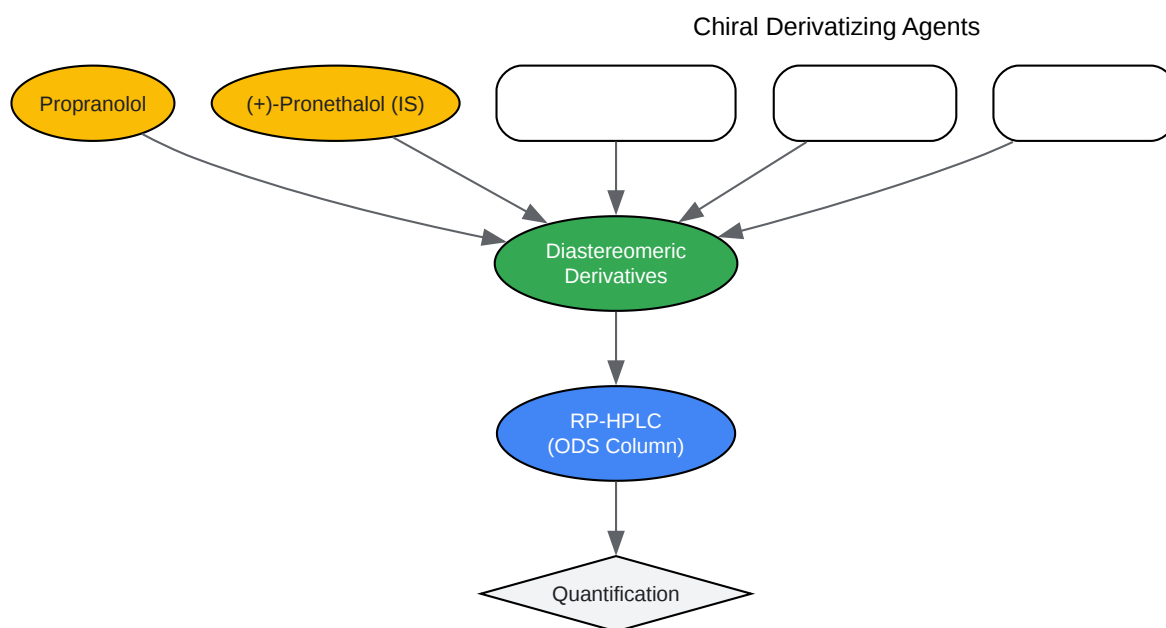 Chiral Derivatizing Agents
Propranolol
(+)-Pronethalol (IS)
Diastereomeric
Derivatives
RP-HPLC
(ODS Column)
Quantification